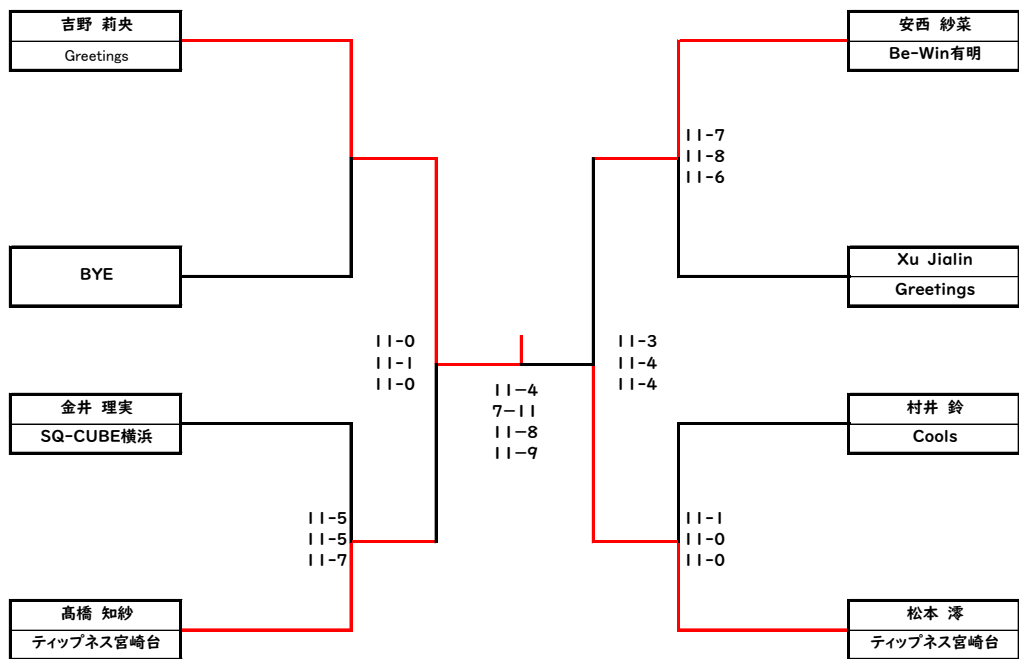 吉野 莉央
Greetings
BYE
11-0
11-1
11-0
金井 理実
SQ-CUBE横浜
11-5
11-5
11-7
髙橋 知紗
ティップネス宮崎台
11-4
7-11
11-8
11-9
安西 紗菜
Be-Win有明
11-7
11-8
11-6
Xu Jialin
Greetings
11-3
11-4
11-4
村井 鈴
Cools
11-1
11-0
11-0
松本 澪
ティップネス宮崎台